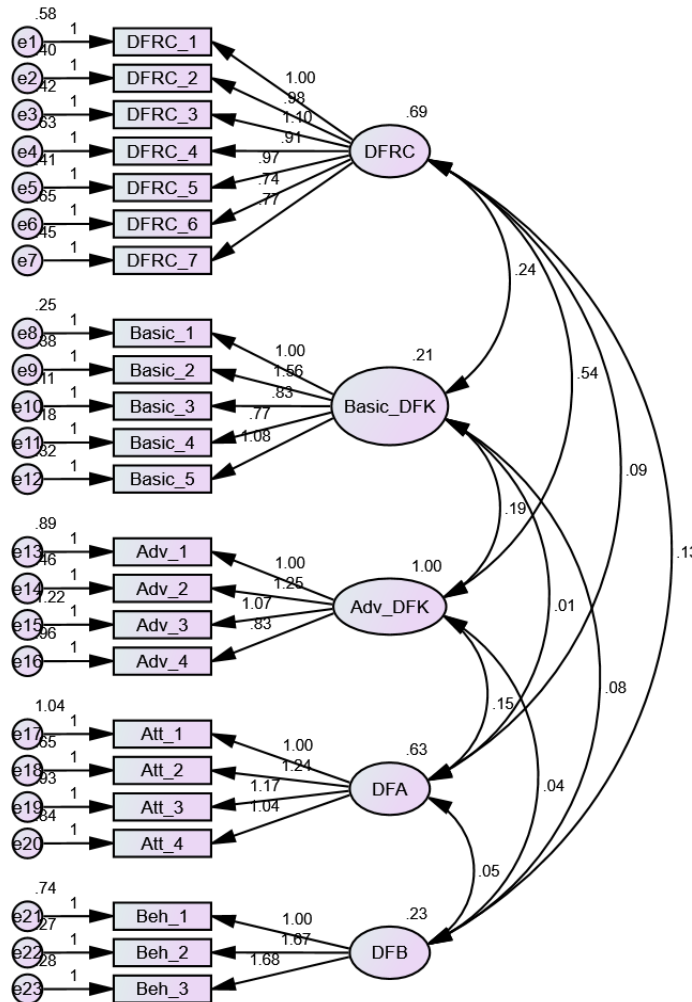 .58
e1 1 DFRC_1
.40
e2 1 DFRC_2
.42
e3 1 DFRC_3
.63
e4 1 DFRC_4
.41
e5 1 DFRC_5
.65
e6 1 DFRC_6
.45
e7 1 DFRC_7
1.00
.98
1.10
.91
.97
.74
.77
.69
DFRC
.25
e8 1 Basic_1
e9 1 Basic_2
.11
e10 1 Basic_3
.18
e11 1 Basic_4
.32
e12 1 Basic_5
1.00
1.56
.83
.77
1.08
.21
Basic_DFK
.89
e13 1 Adv_1
.46
e14 1 Adv_2
1.22
e15 1 Adv_3
.96
e16 1 Adv_4
1.00
1.25
1.07
.83
1.00
Adv_DFK
1.04
e17 1 Att_1
.65
e18 1 Att_2
.93
e19 1 Att_3
.84
e20 1 Att_4
1.00
1.24
1.17
1.04
.63
DFA
.74
e21 1 Beh_1
.27
e22 1 Beh_2
.28
e23 1 Beh_3
1.00
1.67
1.68
.23
DFB
.24
.54
.09
.13
.19
.01
.08
.15
.04
.05